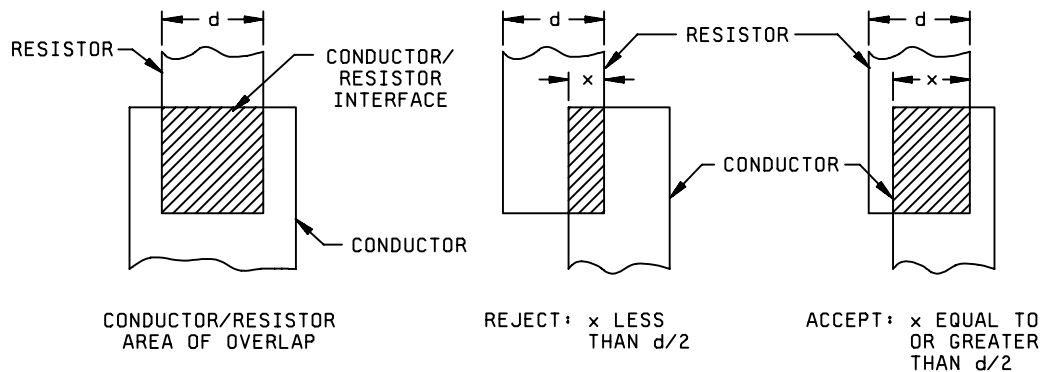 d
RESISTOR
CONDUCTOR/
RESISTOR
INTERFACE
CONDUCTOR
CONDUCTOR/RESISTOR
AREA OF OVERLAP
d
RESISTOR
x
CONDUCTOR
REJECT: x LESS
THAN d/2
d
x
ACCEPT: x EQUAL TO
OR GREATER
THAN d/2